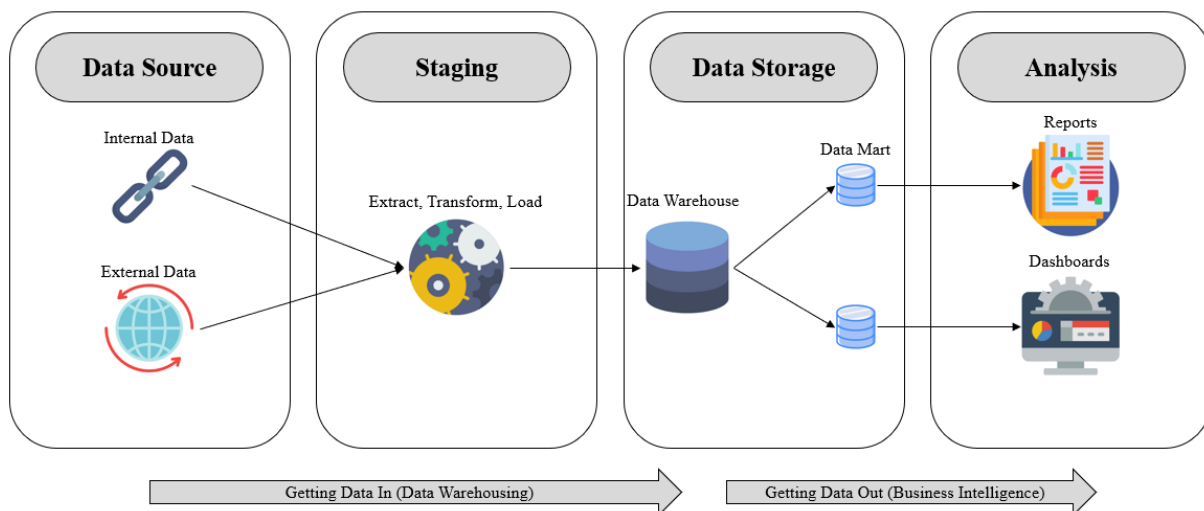 Data Source
Staging
Data Storage
Analysis
Internal Data
External Data
Extract, Transform, Load
Data Warehouse
Data Mart
Reports
Dashboards
Getting Data In (Data Warehousing)
Getting Data Out (Business Intelligence)